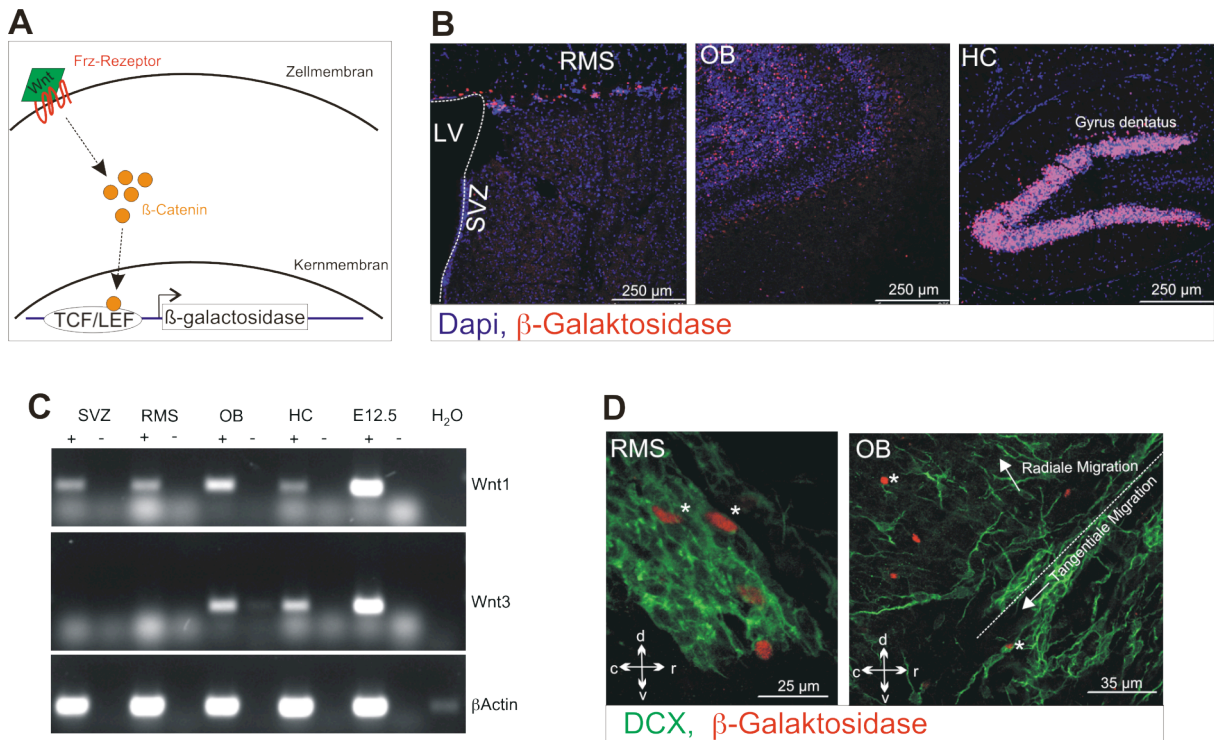 A
Frz-Rezeptor
Wnt
Zellmembran
ß-Catenin
Kernmembran
TCF/LEF
ß-galactosidase
B
RMS
LV
SVZ
250 µm
OB
250 µm
HC
Gyrus dentatus
250 µm
Dapi, β-Galaktosidase
C
SVZ RMS OB HC E12.5 H₂O
+ - + - + - + - + -
Wnt1
Wnt3
βActin
D
RMS
*
*
d
c r
v
25 µm
OB
*
Radiale Migration
Tangentiale Migration
*
d
c r
v
35 µm
DCX, β-Galaktosidase